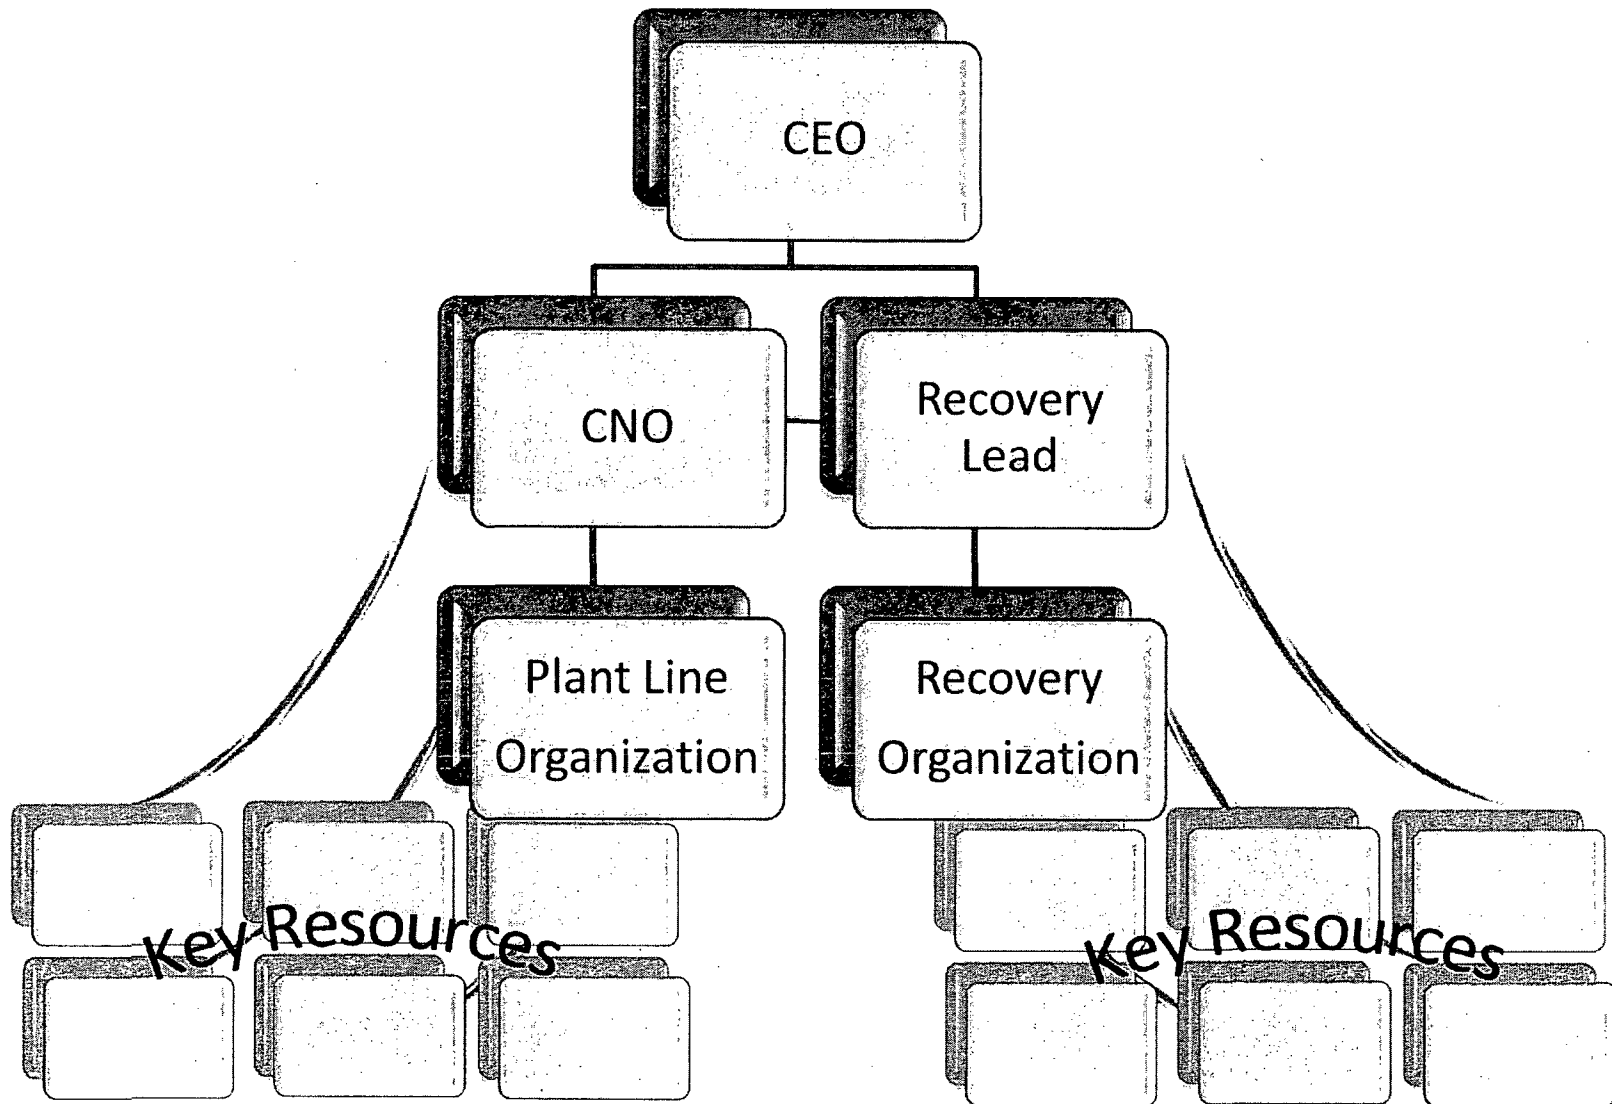 CEO
CNO
Recovery
Lead
Plant Line
Organization
Recovery
Organization
Key Resources
Key Resources